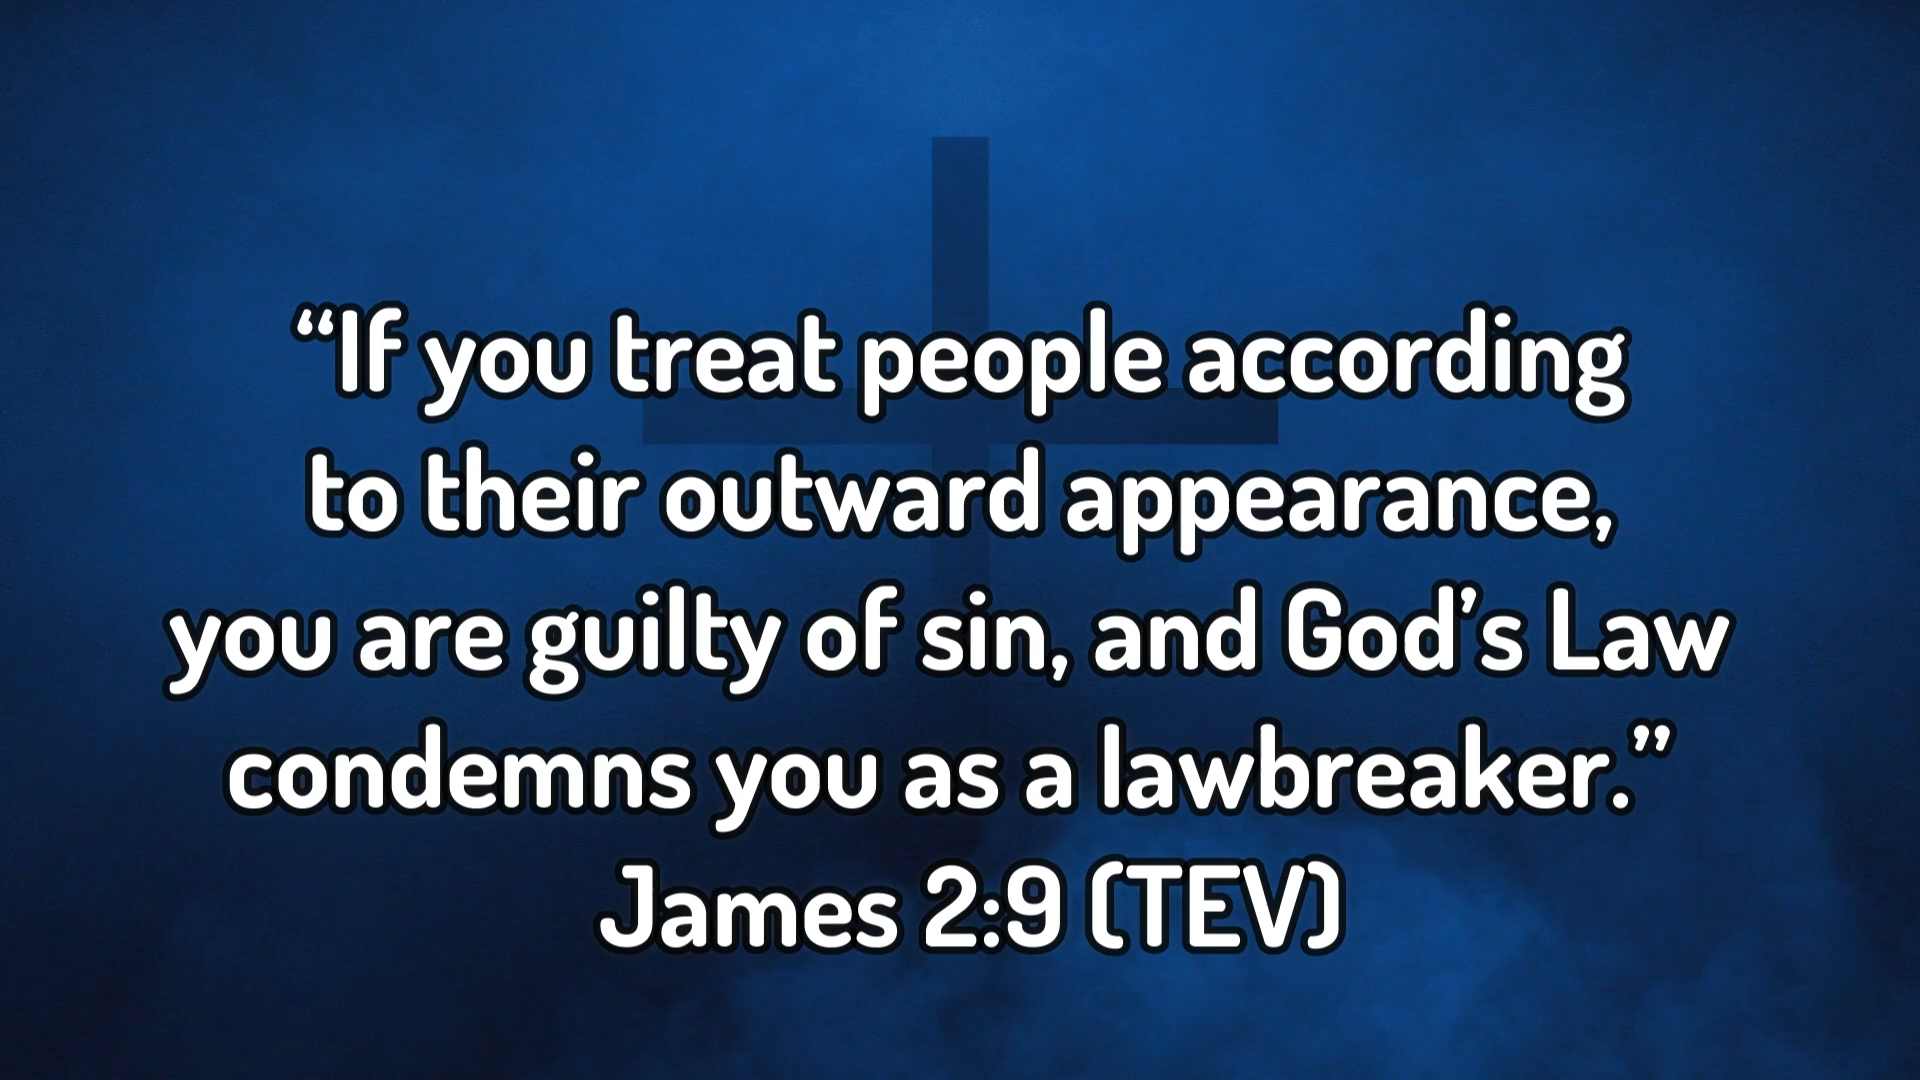 “If you treat people according
to their outward appearance,
you are guilty of sin, and God’s Law
condemns you as a lawbreaker.”
James 2:9 (TEV)